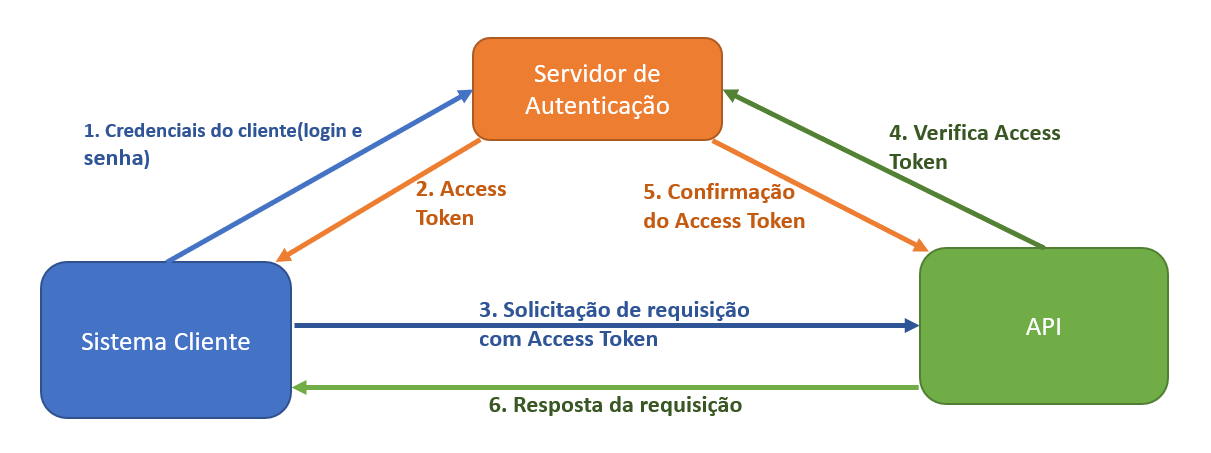 Servidor de
Autenticação
1. Credenciais do cliente(login e
senha)
2. Access
Token
4. Verifica Access
Token
5. Confirmação
do Access Token
Sistema Cliente
3. Solicitação de requisição
com Access Token
API
6. Resposta da requisição